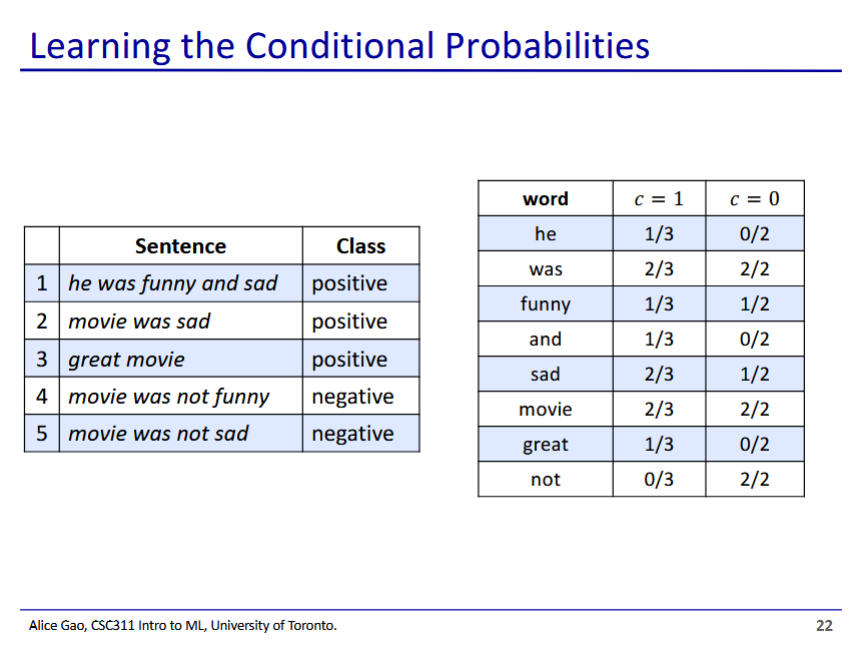 Learning the Conditional Probabilities
Sentence Class
1 he was funny and sad positive
2 movie was sad positive
3 great movie positive
4 movie was not funny negative
5 movie was not sad negative
word c = 1 c = 0
he 1/3 0/2
was 2/3 2/2
funny 1/3 1/2
and 1/3 0/2
sad 2/3 1/2
movie 2/3 2/2
great 1/3 0/2
not 0/3 2/2
Alice Gao, CSC311 Intro to ML, University of Toronto. 22